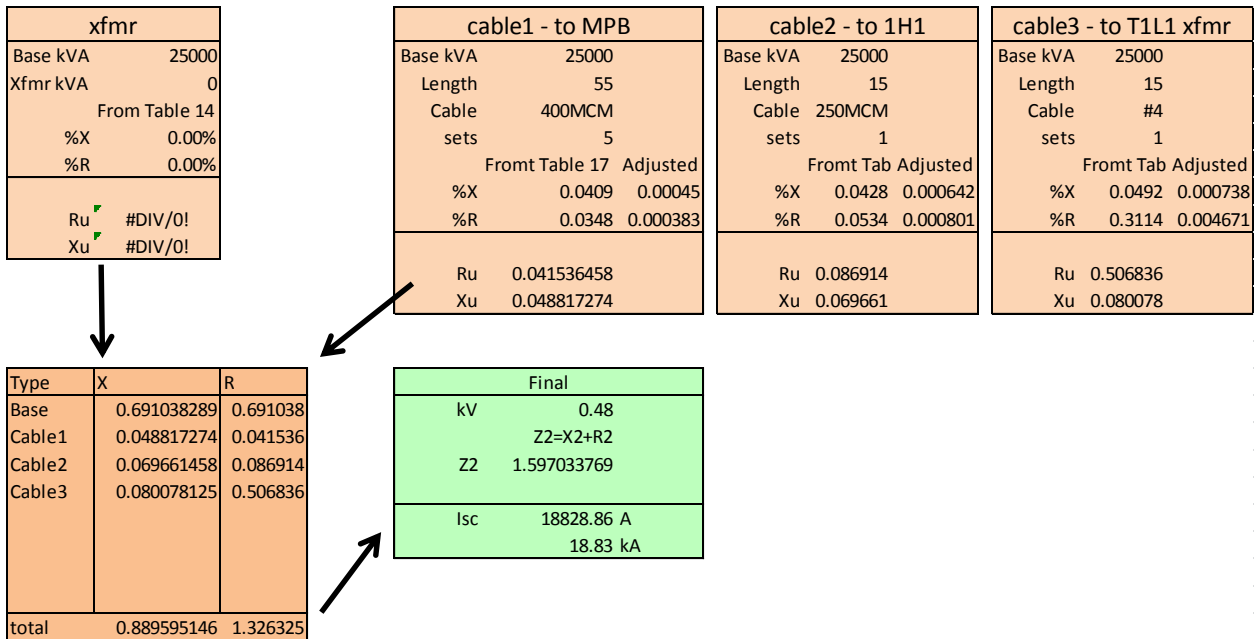 xfmr
Base kVA 25000
Xfmr kVA 0
From Table 14
%X 0.00%
%R 0.00%
Ru #DIV/0!
Xu #DIV/0!
cable1 - to MPB
Base kVA 25000
Length 55
Cable 400MCM
sets 5
Fromt Table 17 Adjusted
%X 0.0409 0.00045
%R 0.0348 0.000383
Ru 0.041536458
Xu 0.048817274
cable2 - to 1H1
Base kVA 25000
Length 15
Cable 250MCM
sets 1
Fromt Tab Adjusted
%X 0.0428 0.000642
%R 0.0534 0.000801
Ru 0.086914
Xu 0.069661
cable3 - to T1L1 xfmr
Base kVA 25000
Length 15
Cable #4
sets 1
Fromt Tab Adjusted
%X 0.0492 0.000738
%R 0.3114 0.004671
Ru 0.506836
Xu 0.080078
Type X R
Base 0.691038289 0.691038
Cable1 0.048817274 0.041536
Cable2 0.069661458 0.086914
Cable3 0.080078125 0.506836
total 0.889595146 1.326325
Final
kV 0.48
Z2=X2+R2
Z2 1.597033769
Isc 18828.86 A
18.83 kA